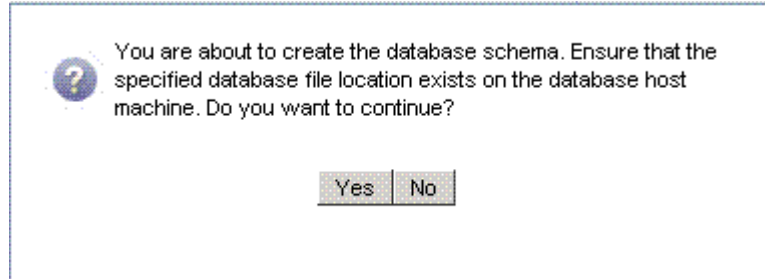 You are about to create the database schema. Ensure that the
specified database file location exists on the database host
machine. Do you want to continue?
Yes No